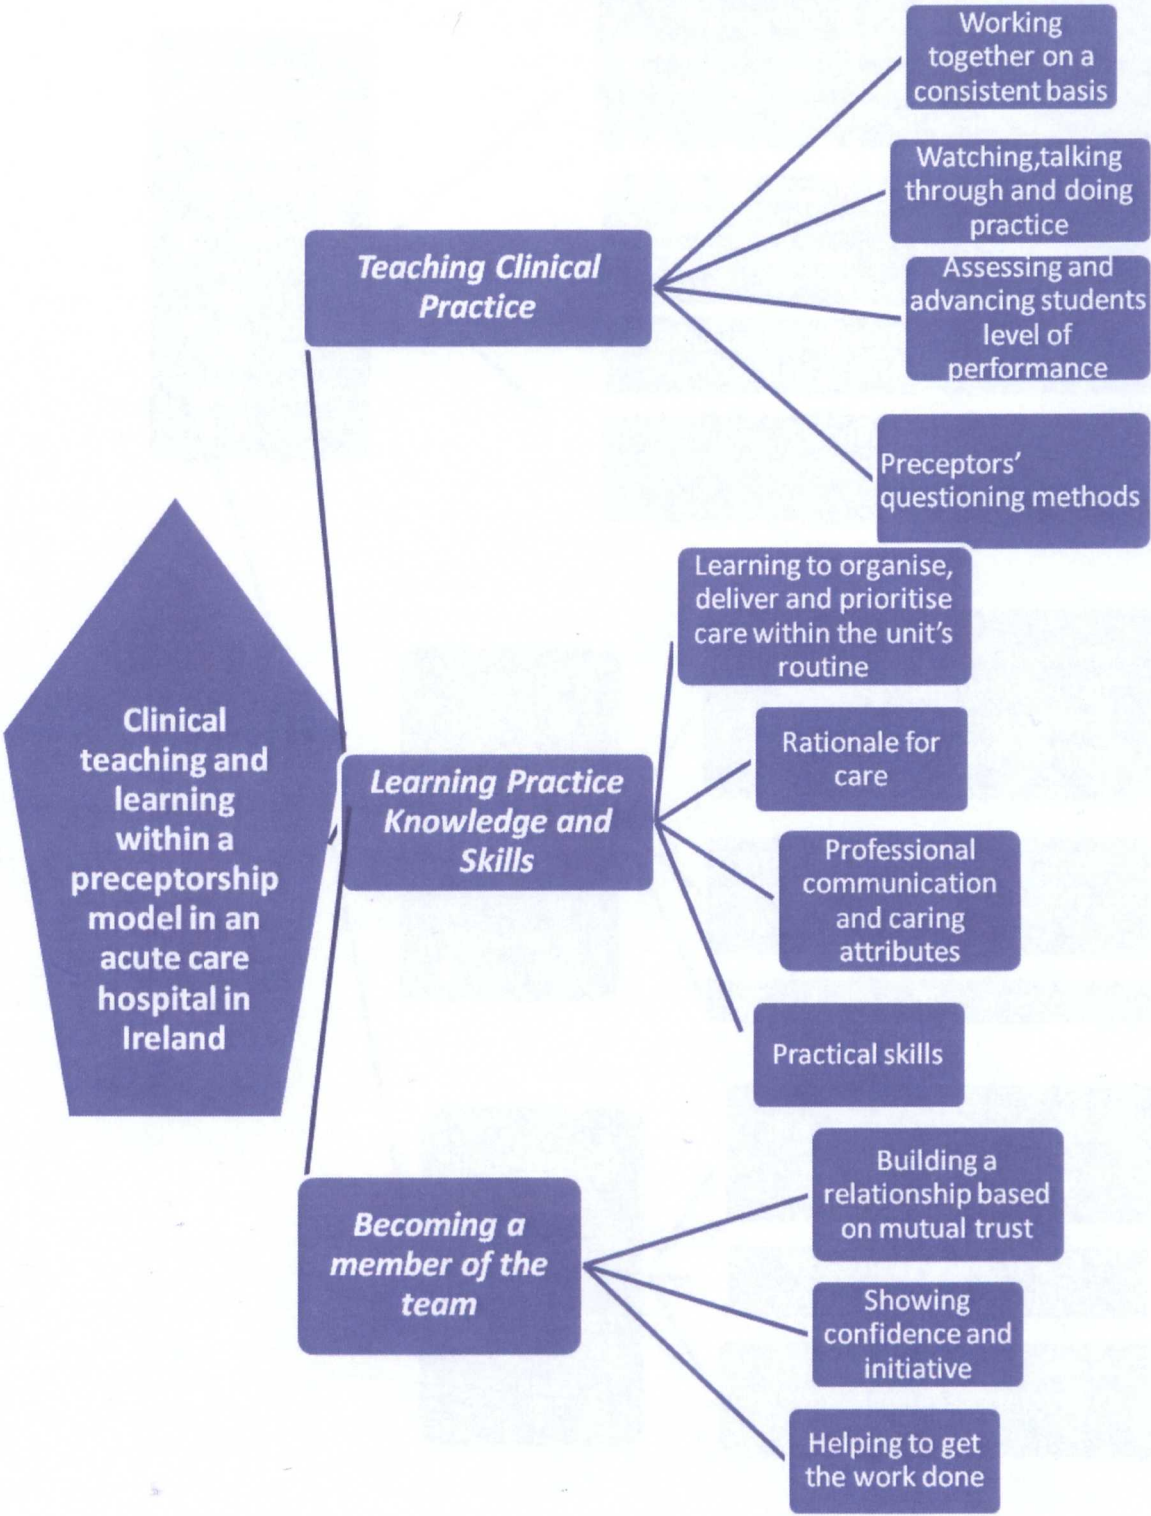 Working
together on a
consistent basis
Watching,talking
through and doing
practice
Teaching Clinical
Practice
Assessing and
advancing students
level of
performance
Preceptors’
questioning methods
Learning to organise,
deliver and prioritise
care within the unit’s
routine
Clinical
teaching and
learning
within a
preceptorship
model in an
acute care
hospital in
Ireland
Learning Practice
Knowledge and
Skills
Rationale for
care
Professional
communication
and caring
attributes
Practical skills
Becoming a
member of the
team
Building a
relationship based
on mutual trust
Showing
confidence and
initiative
Helping to get
the work done